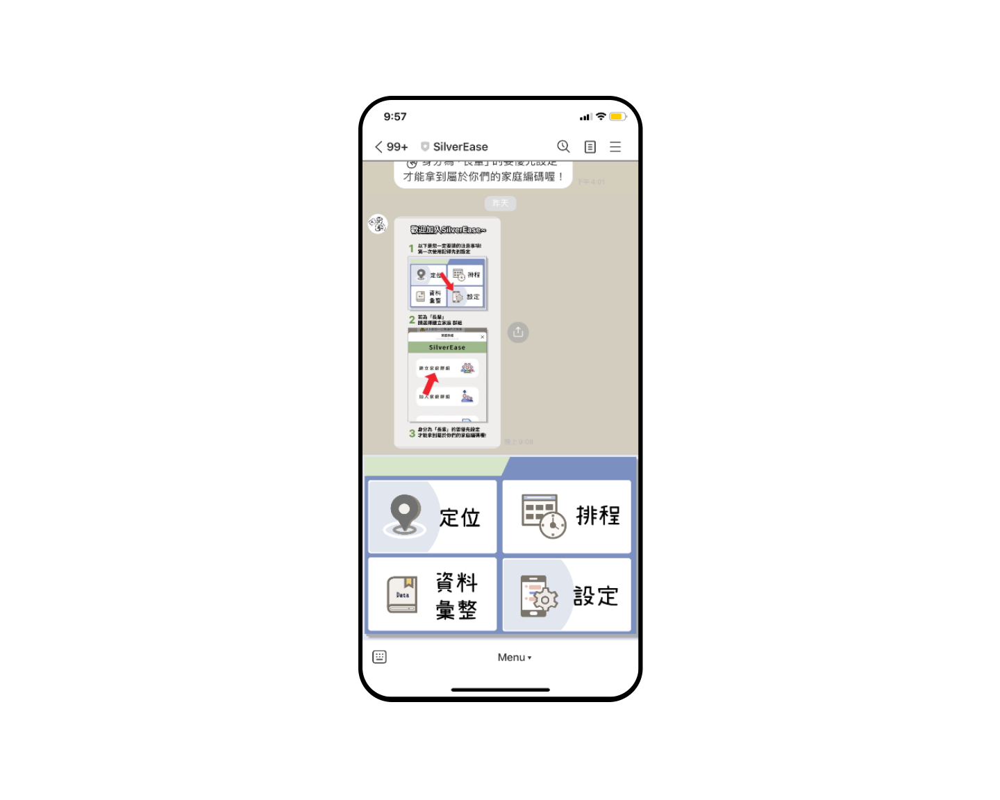 9:57
99+ SilverEase
身分為「長輩」的要優先設定
才能拿到屬於你們的家庭編碼喔！
下午4:01
昨天
歡迎加入SilverEase~
1 以下是您一定要讀的注意事項!
第一次使用記得先到設定
定位
排程
資料
彙整
設定
2 若為「長輩」
請選擇建立家庭 群組
家庭群組
SilverEase
建立家庭群組
加入家庭群組
3 身分為「長輩」的要優先設定
才能拿到屬於你們的家庭編碼喔!
晚上9:08
定位
排程
Data
資料
彙整
設定
Menu